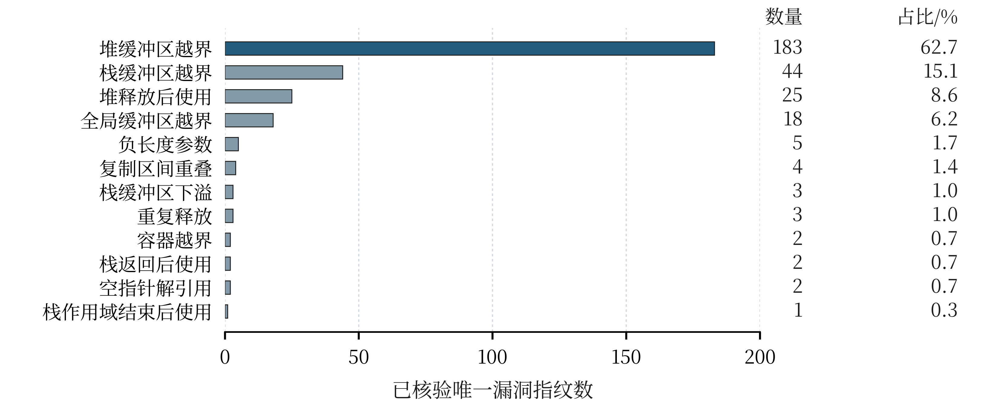 数量 占比/%
堆缓冲区越界 183 62.7
栈缓冲区越界 44 15.1
堆释放后使用 25 8.6
全局缓冲区越界 18 6.2
负长度参数 5 1.7
复制区间重叠 4 1.4
栈缓冲区下溢 3 1.0
重复释放 3 1.0
容器越界 2 0.7
栈返回后使用 2 0.7
空指针解引用 2 0.7
栈作用域结束后使用 1 0.3
0 50 100 150 200
已核验唯一漏洞指纹数